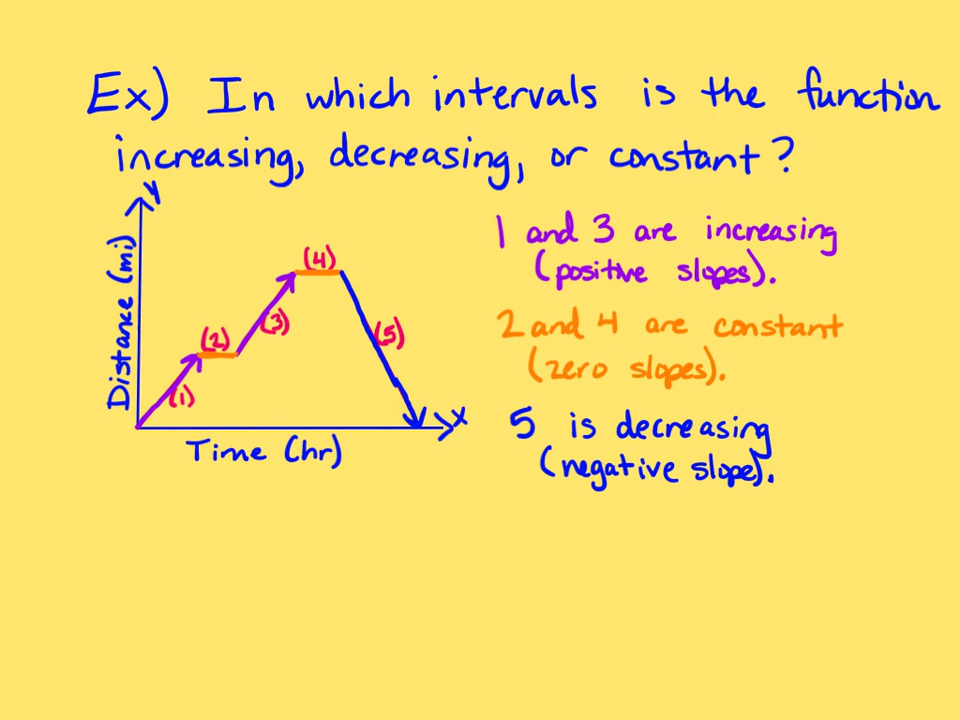 Ex) In which intervals is the function
increasing, decreasing, or constant?
y
Distance (mi)
(1)
(2)
(3)
(4)
(5)
x
Time (hr)
1 and 3 are increasing
(positive slopes).
2 and 4 are constant
(zero slopes).
5 is decreasing
(negative slope).